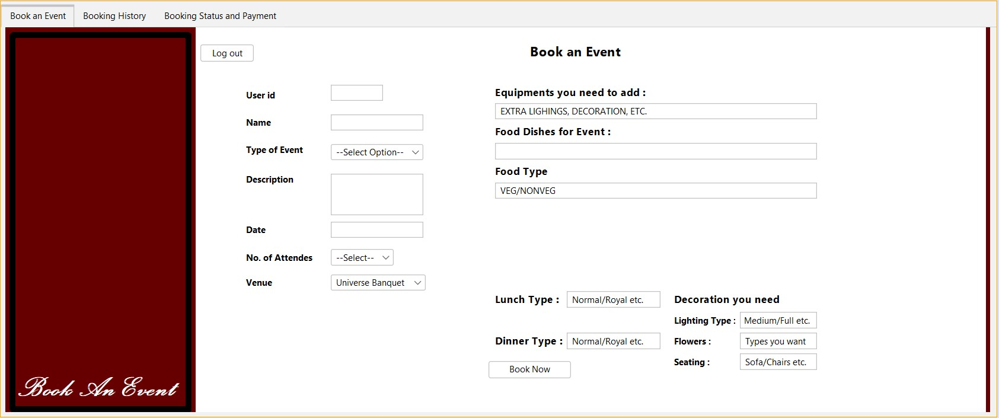 Book an Event
Booking History
Booking Status and Payment
Log out
Book an Event
User id
Name
Type of Event
--Select Option--
Description
Date
No. of Attendes
--Select--
Venue
Universe Banquet
Equipments you need to add :
EXTRA LIGHINGS, DECORATION, ETC.
Food Dishes for Event :
Food Type
VEG/NONVEG
Lunch Type :
Normal/Royal etc.
Dinner Type :
Normal/Royal etc.
Decoration you need
Lighting Type :
Medium/Full etc.
Flowers :
Types you want
Seating :
Sofa/Chairs etc.
Book Now
Book An Event